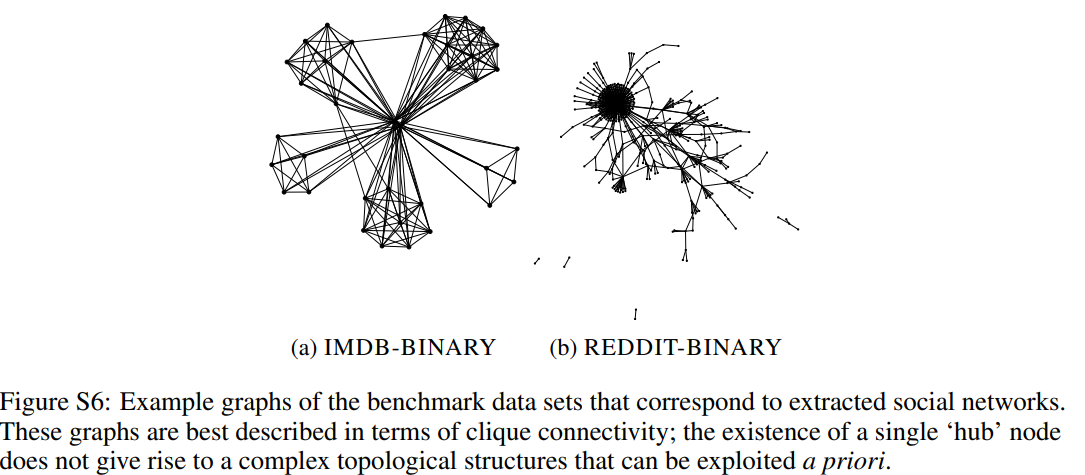 (a) IMDB-BINARY (b) REDDIT-BINARY
Figure S6: Example graphs of the benchmark data sets that correspond to extracted social networks.
These graphs are best described in terms of clique connectivity; the existence of a single ‘hub’ node
does not give rise to a complex topological structures that can be exploited a priori.